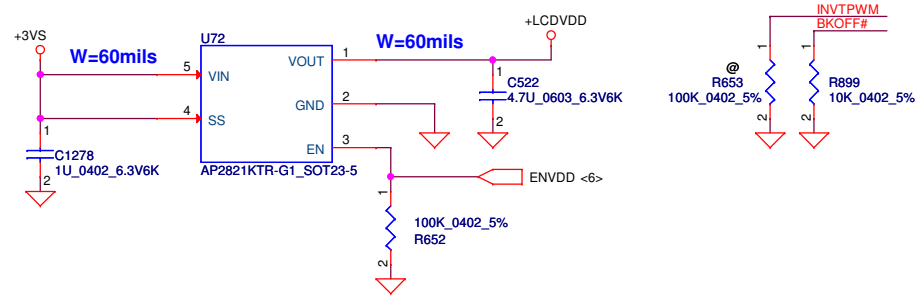 INVTPWM
BKOFF#
+3VS
+LCDVDD
W=60mils
U72
W=60mils
5 VIN
VOUT 1
4 SS
GND 2
EN 3
AP2821KTR-G1_SOT23-5
1
C1278
1U_0402_6.3V6K
2
1
C522
4.7U_0603_6.3V6K
2
ENVDD <6>
1
100K_0402_5%
R652
2
1
@
R653
100K_0402_5%
2
1
R899
10K_0402_5%
2